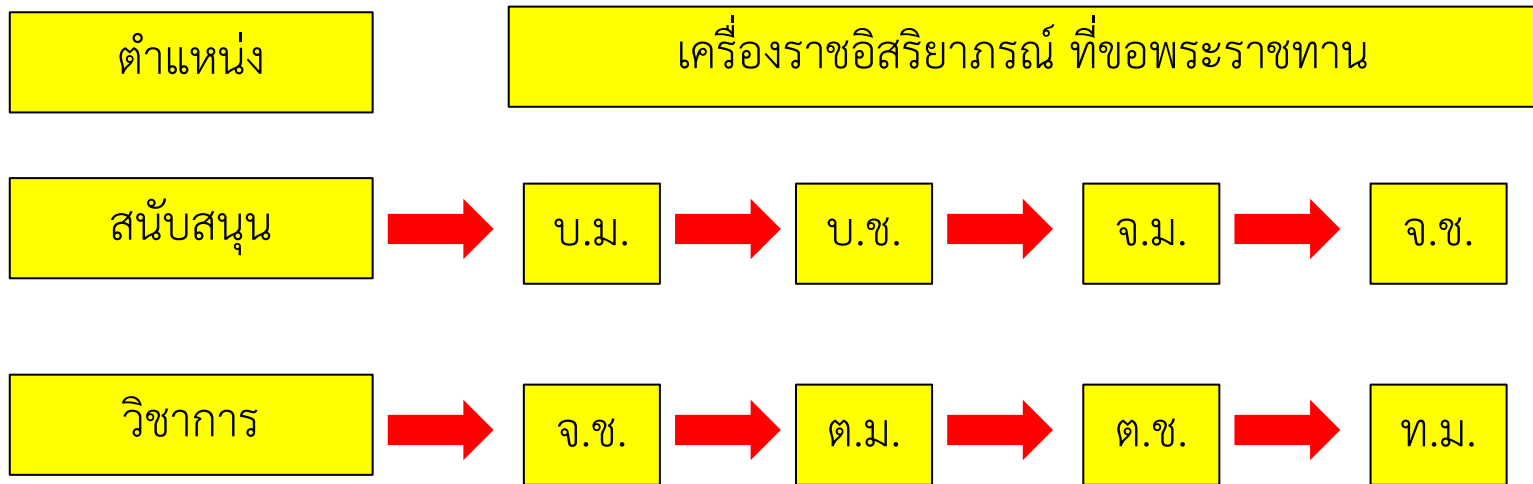 ตำแหน่ง เครื่องราชอิสริยาภรณ์ ที่ขอพระราชทาน
สนับสนุน บ.ม. บ.ช. จ.ม. จ.ช.
วิชาการ จ.ช. ต.ม. ต.ช. ท.ม.